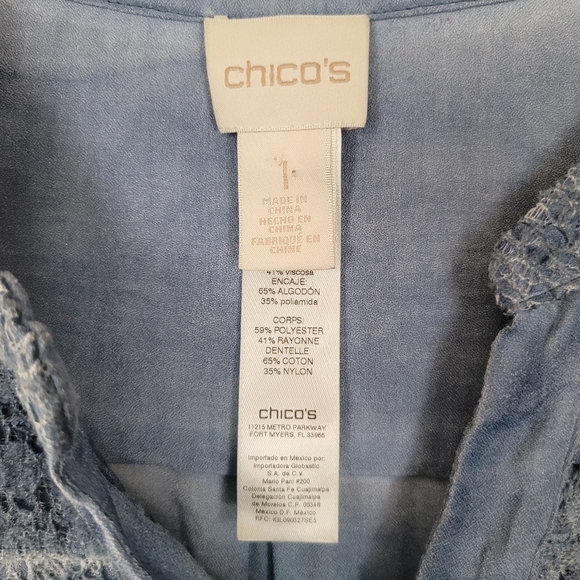 chico's
1
MADE IN
CHINA
HECHO EN
CHINA
FABRIQUÉ EN
CHINE
41% viscosa
ENCAJE:
65% ALGODÓN
35% poliamida
CORPS:
59% POLYESTER
41% RAYONNE
DENTELLE:
65% COTON
35% NYLON
chico's
11215 METRO PARKWAY
FORT MYERS, FL 33966
Importado en México por:
Importadora Globastic
S.A. de C.V.
Mario Pani #200
Colonia Santa Fe Cuajimalpa
Delegación Cuajimalpa
de Morelos C.P. 05348
México D.F. México